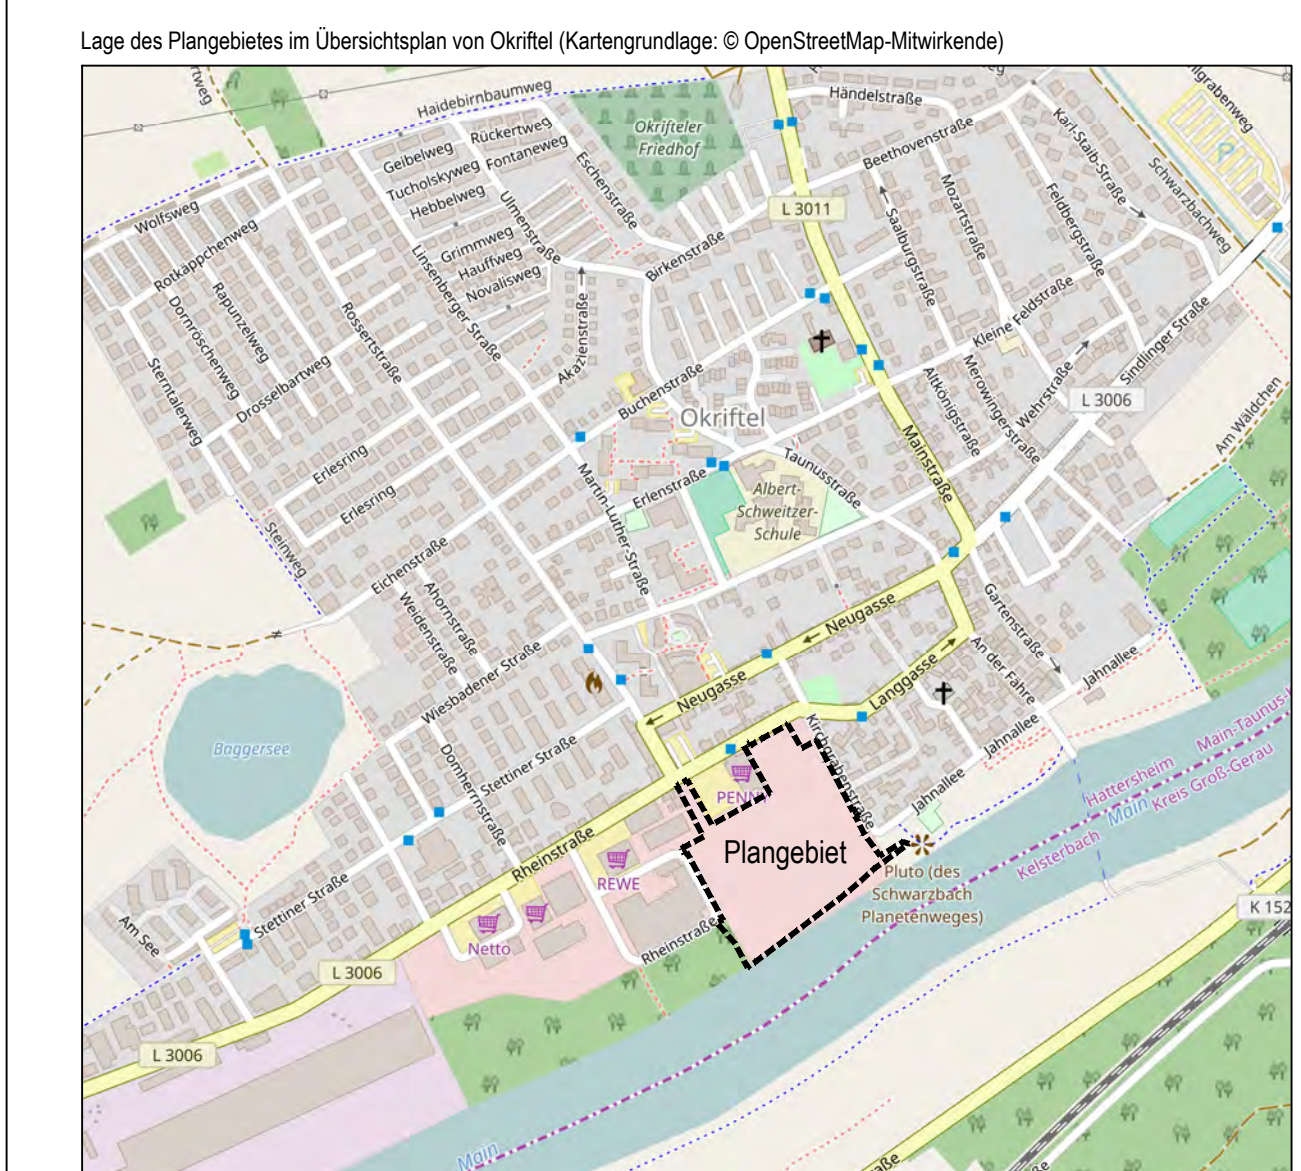 Lage des Plangebietes im Übersichtsplan von Okriftel (Kartengrundlage: © OpenStreetMap-Mitwirkende)
Haidebirnbaumweg
Händelstraße
Rückertweg
Geibelweg
Fontaneweg
Okrifteler
Friedhof
Eschenstraße
Beethovenstraße
Karl-Staib-Straße
Schwarzbachweg
Tucholskyweg
Hebbelweg
Ulmenstraße
Mozartstraße
Feldbergstraße
Wolfsweg
L 3011
Saalburgstraße
Rotkäppchenweg
Grimmweg
Hauffweg
Novalisweg
Birkenstraße
Linsenberger Straße
Rapunzelweg
Dornröschenweg
Rossertstraße
Akazienstraße
Kleine Feldstraße
Sindlinger Straße
Sterntalerweg
Drosselbartweg
Buchenstraße
Okriftel
Altkönigstraße
Merowingerstraße
Wehrstraße
L 3006
Am Wäldchen
Mainstraße
Taunusstraße
Erlesring
Erlesring
Erlenstraße
Martin-Luther-Straße
Albert-
Schweitzer-
Schule
Steinweg
Eichenstraße
Ahornstraße
Weidenstraße
Neugasse
Gartenstraße
An der Fähre
Jahnallee
Wiesbadener Straße
Neugasse
Langgasse
Baggersee
Stettiner Straße
Domherrnstraße
Kirchgrabenstraße
Jahnallee
Jahnallee
Main-Taunus-K
Hattersheim
Main
Kreis Groß-Gerau
Kelsterbach
PENNY
Rheinstraße
Plangebiet
REWE
Pluto (des
Schwarzbach
Planetenweges)
K 152
Am See
Stettiner Straße
Netto
Rheinstraße
L 3006
L 3006
Main